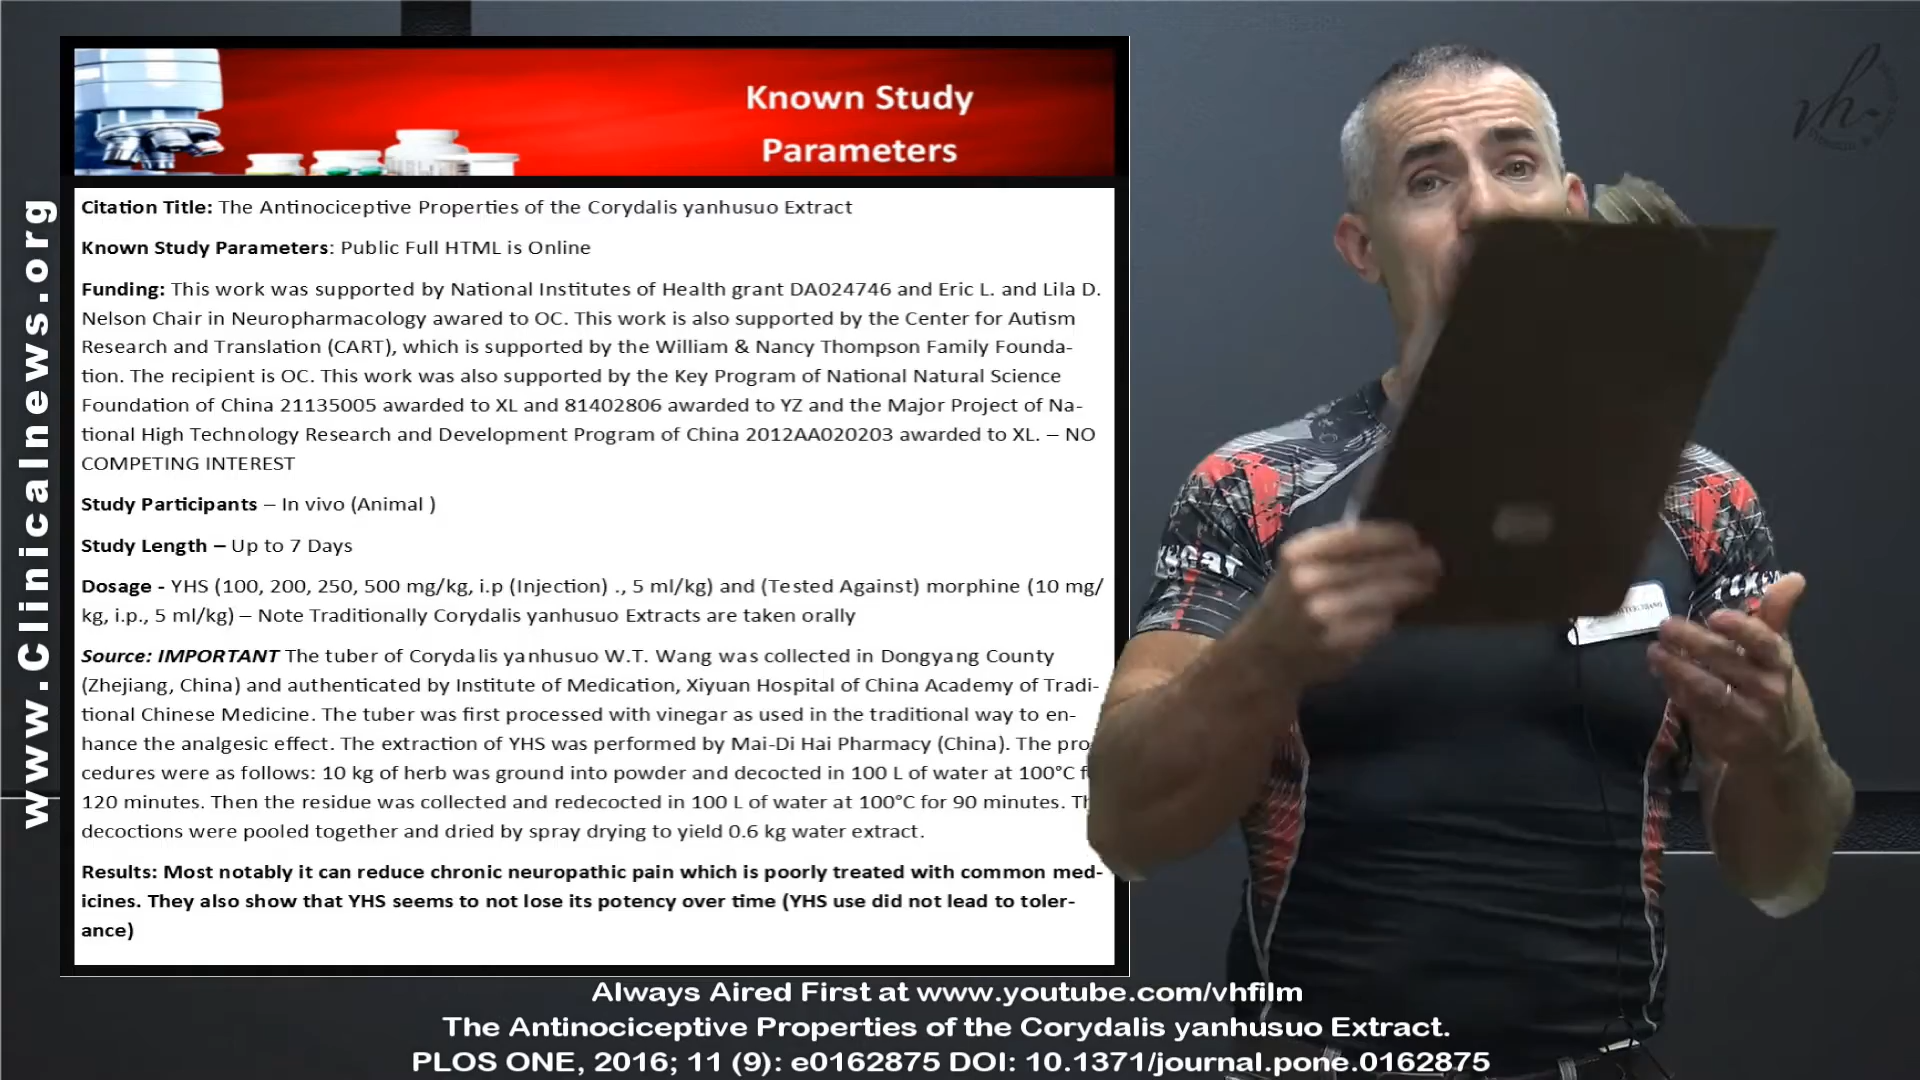 www.Clinicalnews.org
Known Study
Parameters
Citation Title: The Antinociceptive Properties of the Corydalis yanhusuo Extract
Known Study Parameters: Public Full HTML is Online
Funding: This work was supported by National Institutes of Health grant DA024746 and Eric L. and Lila D.
Nelson Chair in Neuropharmacology awared to OC. This work is also supported by the Center for Autism
Research and Translation (CART), which is supported by the William & Nancy Thompson Family Founda-
tion. The recipient is OC. This work was also supported by the Key Program of National Natural Science
Foundation of China 21135005 awarded to XL and 81402806 awarded to YZ and the Major Project of Na-
tional High Technology Research and Development Program of China 2012AA020203 awarded to XL. – NO
COMPETING INTEREST
Study Participants – In vivo (Animal )
Study Length – Up to 7 Days
Dosage - YHS (100, 200, 250, 500 mg/kg, i.p (Injection) ., 5 ml/kg) and (Tested Against) morphine (10 mg/
kg, i.p., 5 ml/kg) – Note Traditionally Corydalis yanhusuo Extracts are taken orally
Source: IMPORTANT The tuber of Corydalis yanhusuo W.T. Wang was collected in Dongyang County
(Zhejiang, China) and authenticated by Institute of Medication, Xiyuan Hospital of China Academy of Tradi-
tional Chinese Medicine. The tuber was first processed with vinegar as used in the traditional way to en-
hance the analgesic effect. The extraction of YHS was performed by Mai-Di Hai Pharmacy (China). The pro
cedures were as follows: 10 kg of herb was ground into powder and decocted in 100 L of water at 100°C
120 minutes. Then the residue was collected and redecocted in 100 L of water at 100°C for 90 minutes.
decoctions were pooled together and dried by spray drying to yield 0.6 kg water extract.
Results: Most notably it can reduce chronic neuropathic pain which is poorly treated with common med-
icines. They also show that YHS seems to not lose its potency over time (YHS use did not lead to toler-
ance)
vh
Always Aired First at www.youtube.com/vhfilm
The Antinociceptive Properties of the Corydalis yanhusuo Extract.
PLOS ONE, 2016; 11 (9): e0162875 DOI: 10.1371/journal.pone.0162875